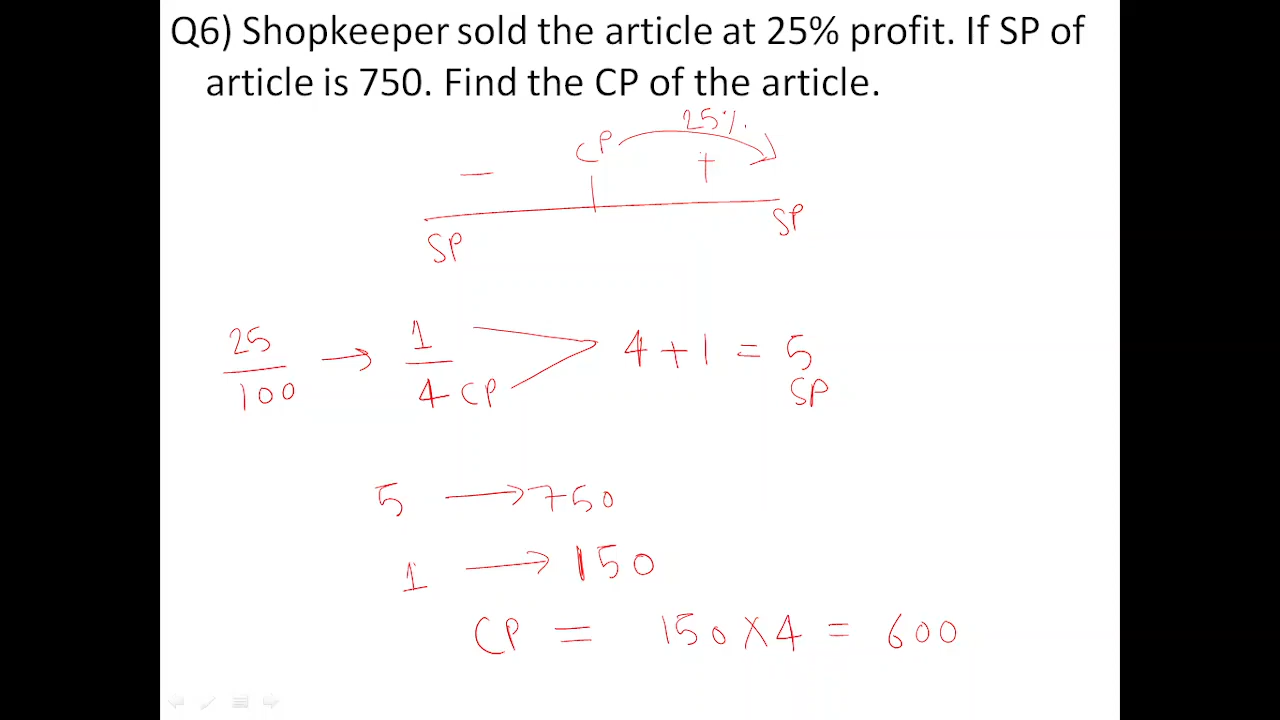 Q6) Shopkeeper sold the article at 25% profit. If SP of
article is 750. Find the CP of the article.
25%
CP
− +
SP SP
25/100 → 1/4 CP 4 + 1 = 5 SP
5 → 750
1 → 150
CP = 150 × 4 = 600